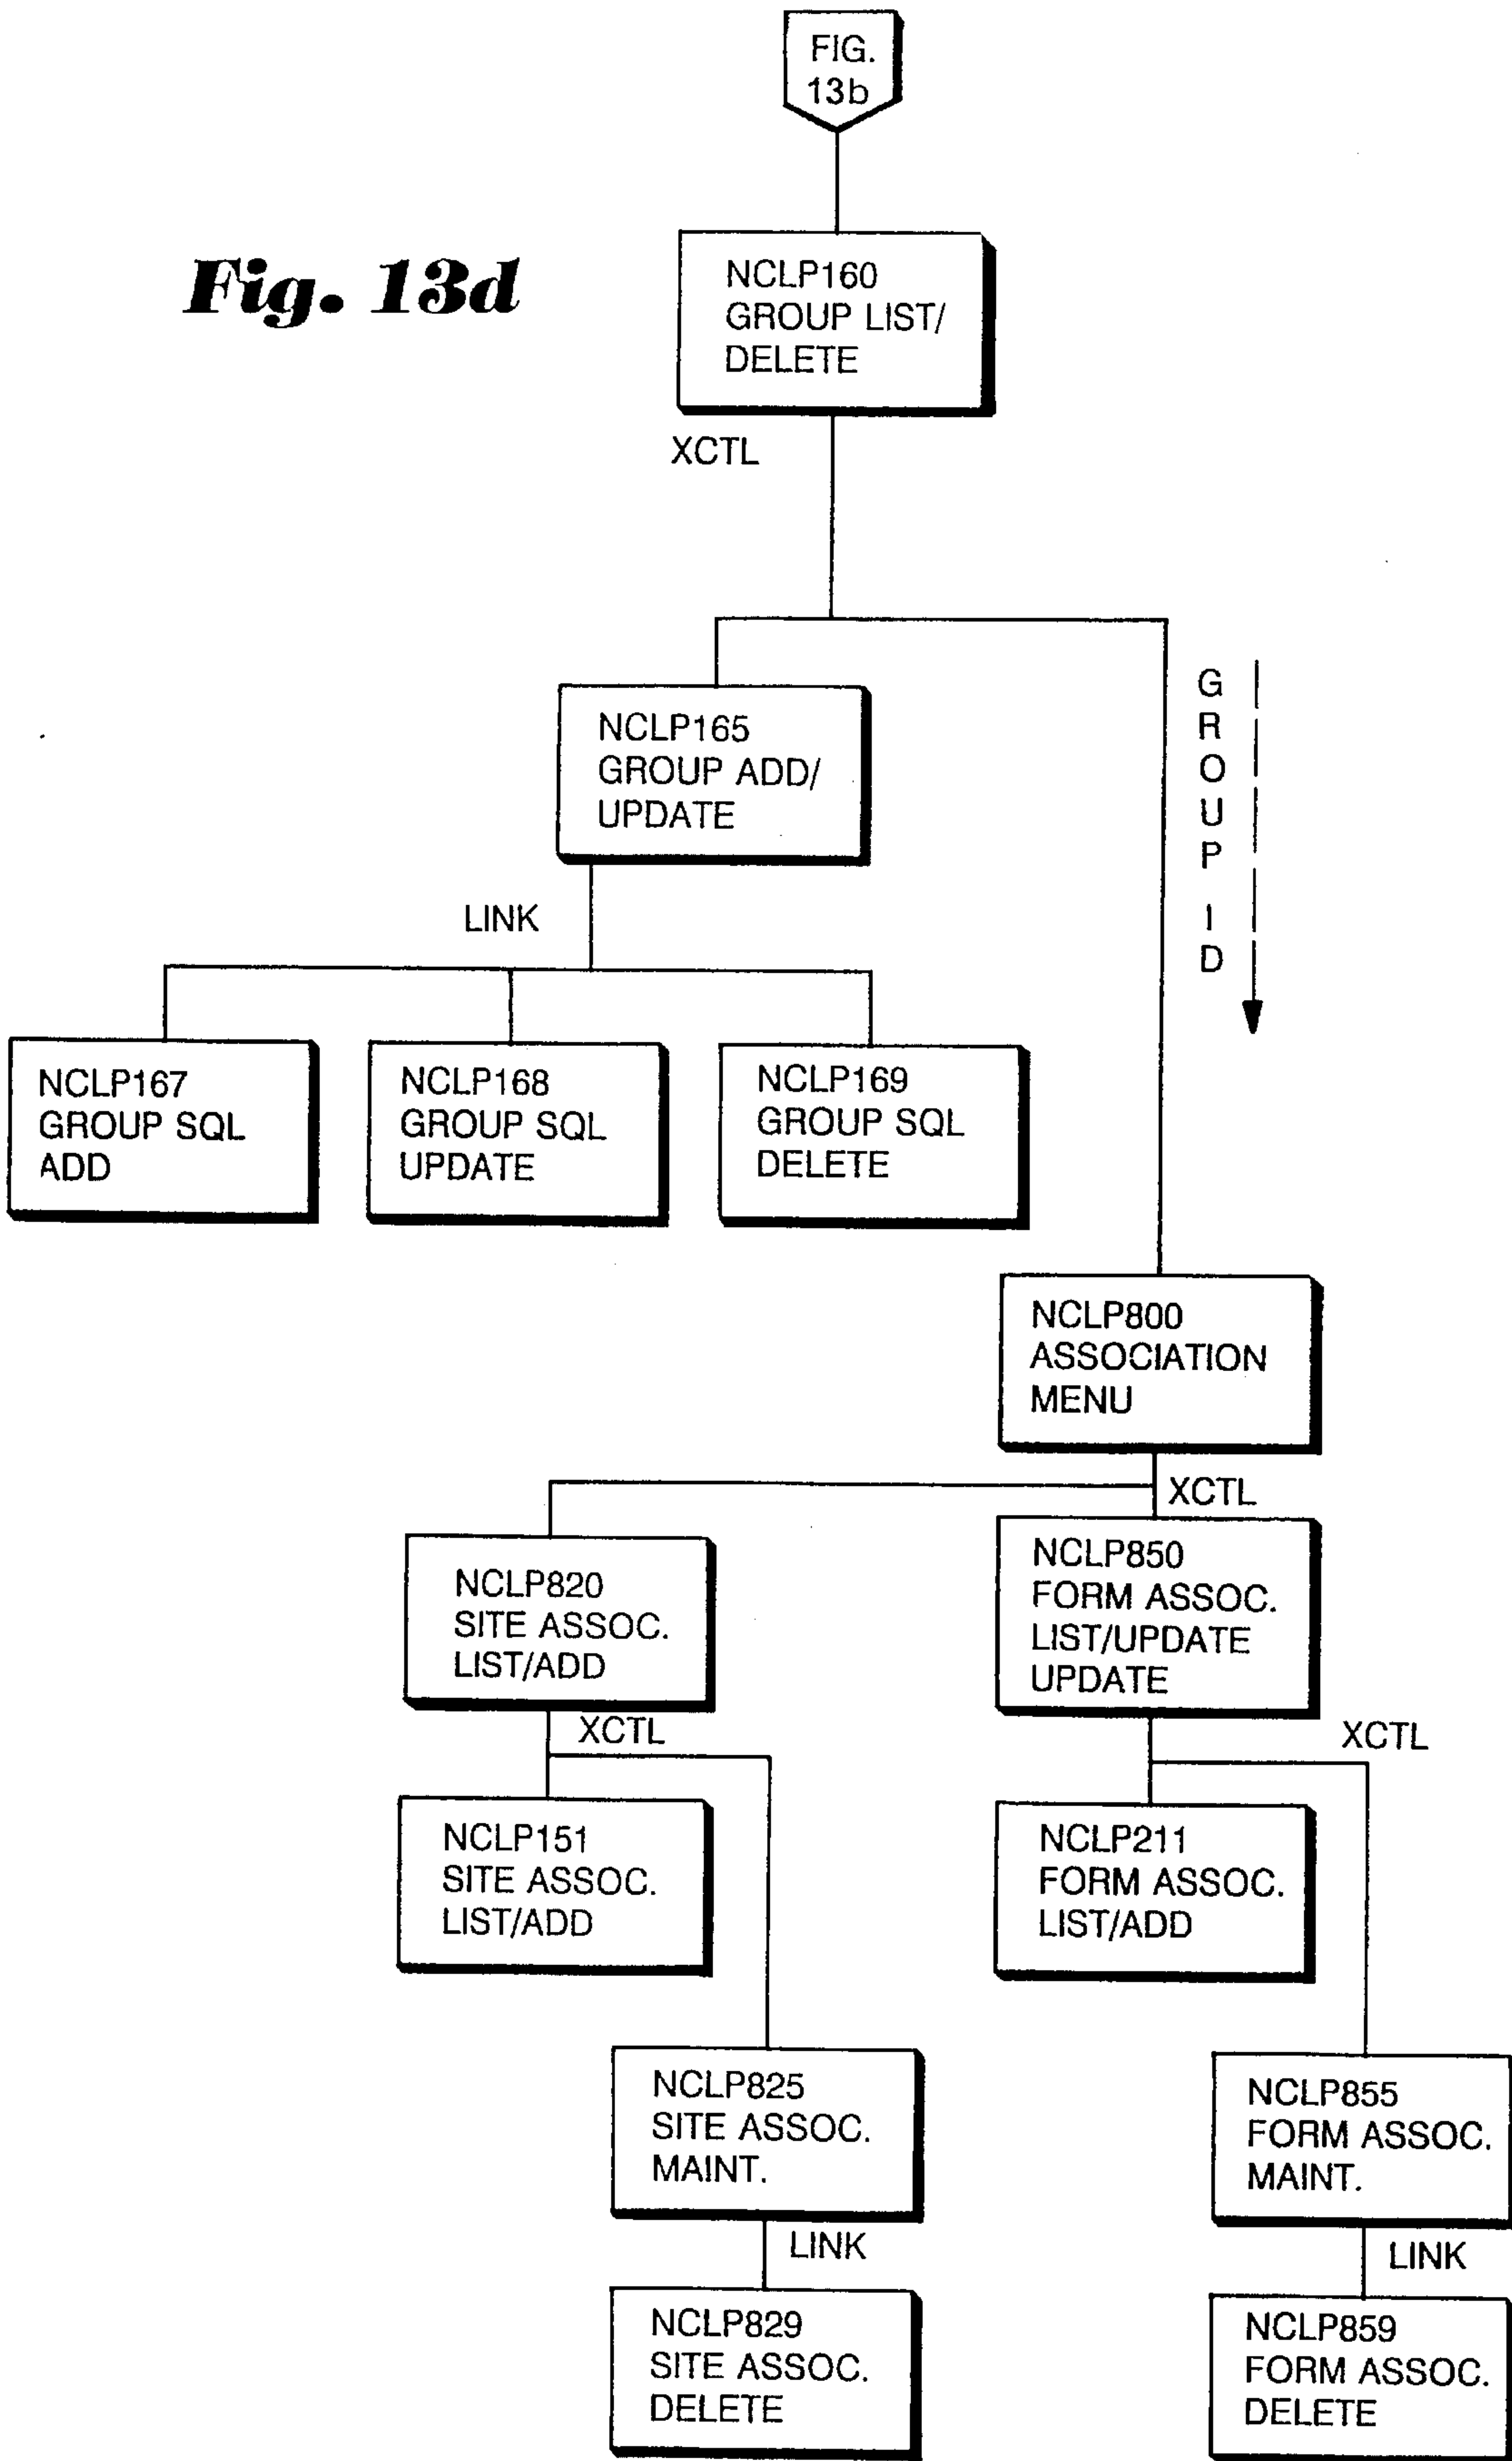 FIG.
13b
Fig. 13d
NCLP160
GROUP LIST/
DELETE
XCTL
NCLP165
GROUP ADD/
UPDATE
G
R
O
U
P
I
D
LINK
NCLP167
GROUP SQL
ADD
NCLP168
GROUP SQL
UPDATE
NCLP169
GROUP SQL
DELETE
NCLP800
ASSOCIATION
MENU
XCTL
NCLP820
SITE ASSOC.
LIST/ADD
NCLP850
FORM ASSOC.
LIST/UPDATE
UPDATE
XCTL
XCTL
NCLP151
SITE ASSOC.
LIST/ADD
NCLP211
FORM ASSOC.
LIST/ADD
NCLP825
SITE ASSOC.
MAINT.
NCLP855
FORM ASSOC.
MAINT.
LINK
LINK
NCLP829
SITE ASSOC.
DELETE
NCLP859
FORM ASSOC.
DELETE